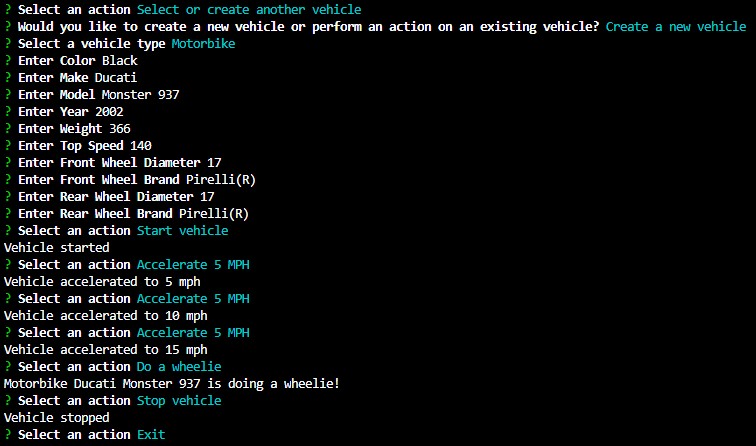 ? Select an action Select or create another vehicle
? Would you like to create a new vehicle or perform an action on an existing vehicle? Create a new vehicle
? Select a vehicle type Motorbike
? Enter Color Black
? Enter Make Ducati
? Enter Model Monster 937
? Enter Year 2002
? Enter Weight 366
? Enter Top Speed 140
? Enter Front Wheel Diameter 17
? Enter Front Wheel Brand Pirelli(R)
? Enter Rear Wheel Diameter 17
? Enter Rear Wheel Brand Pirelli(R)
? Select an action Start vehicle
Vehicle started
? Select an action Accelerate 5 MPH
Vehicle accelerated to 5 mph
? Select an action Accelerate 5 MPH
Vehicle accelerated to 10 mph
? Select an action Accelerate 5 MPH
Vehicle accelerated to 15 mph
? Select an action Do a wheelie
Motorbike Ducati Monster 937 is doing a wheelie!
? Select an action Stop vehicle
Vehicle stopped
? Select an action Exit